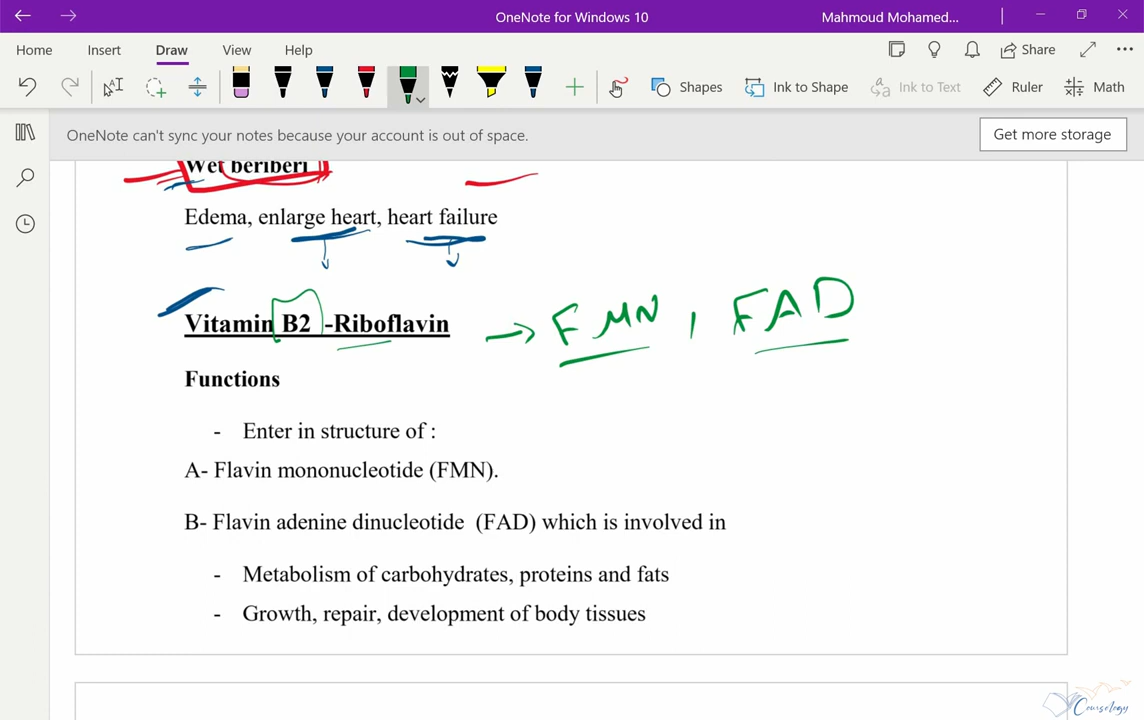 OneNote for Windows 10
Mahmoud Mohamed...
Home Insert Draw View Help
Share
Shapes Ink to Shape Ink to Text Ruler Math
OneNote can't sync your notes because your account is out of space.
Get more storage
Wet beriberi
Edema, enlarge heart, heart failure
Vitamin B2 -Riboflavin → FMN , FAD
Functions
- Enter in structure of :
A- Flavin mononucleotide (FMN).
B- Flavin adenine dinucleotide (FAD) which is involved in
- Metabolism of carbohydrates, proteins and fats
- Growth, repair, development of body tissues
Coursology